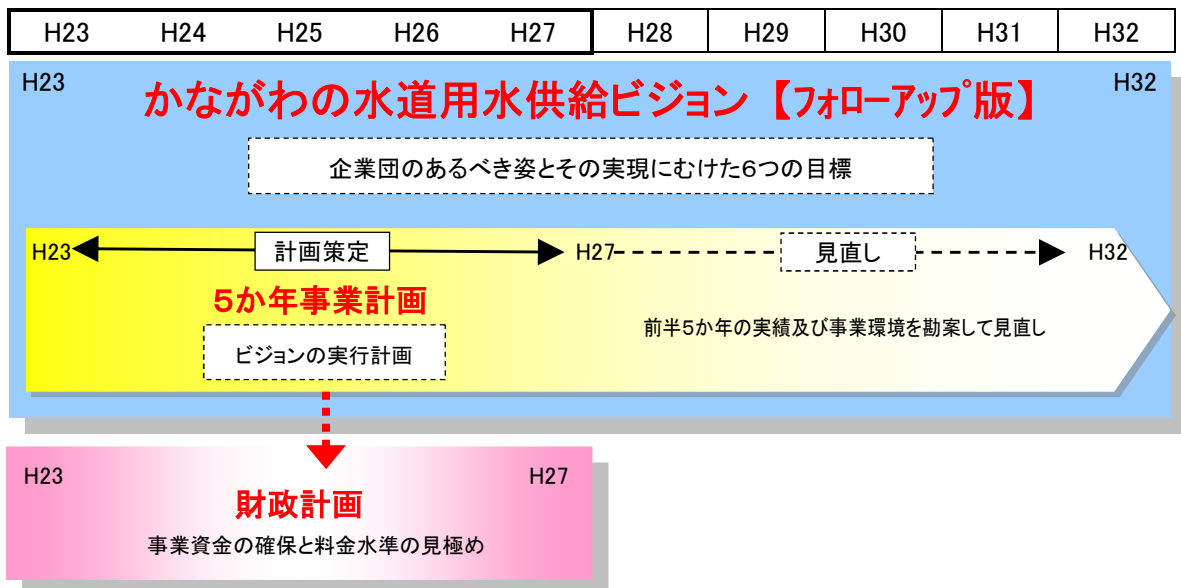 H23 H24 H25 H26 H27 H28 H29 H30 H31 H32
H23 H32
かながわの水道用水供給ビジョン【フォローアップ版】
企業団のあるべき姿とその実現にむけた6つの目標
H23 計画策定 H27 見直し H32
5か年事業計画
前半5か年の実績及び事業環境を勘案して見直し
ビジョンの実行計画
H23 H27
財政計画
事業資金の確保と料金水準の見極め